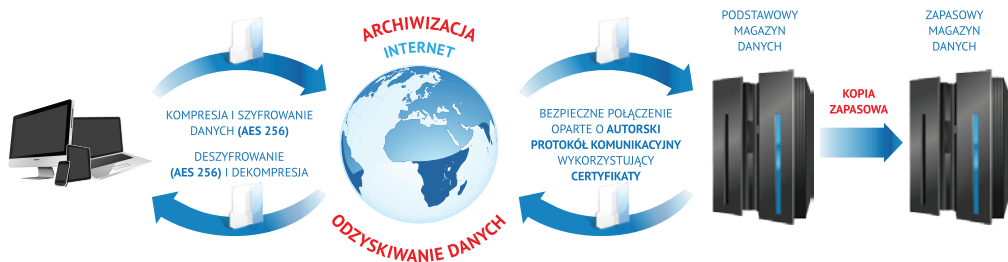 KOMPRESJA I SZYFROWANIE
DANYCH (AES 256)
DESZYFROWANIE
(AES 256) I DEKOMPRESJA
ARCHIWIZACJA
INTERNET
ODZYSKIWANIE DANYCH
BEZPIECZNE POŁĄCZENIE
OPARTE O AUTORSKI
PROTOKÓŁ KOMUNIKACYJNY
WYKORZYSTUJĄCY
CERTYFIKATY
PODSTAWOWY
MAGAZYN
DANYCH
KOPIA
ZAPASOWA
ZAPASOWY
MAGAZYN
DANYCH